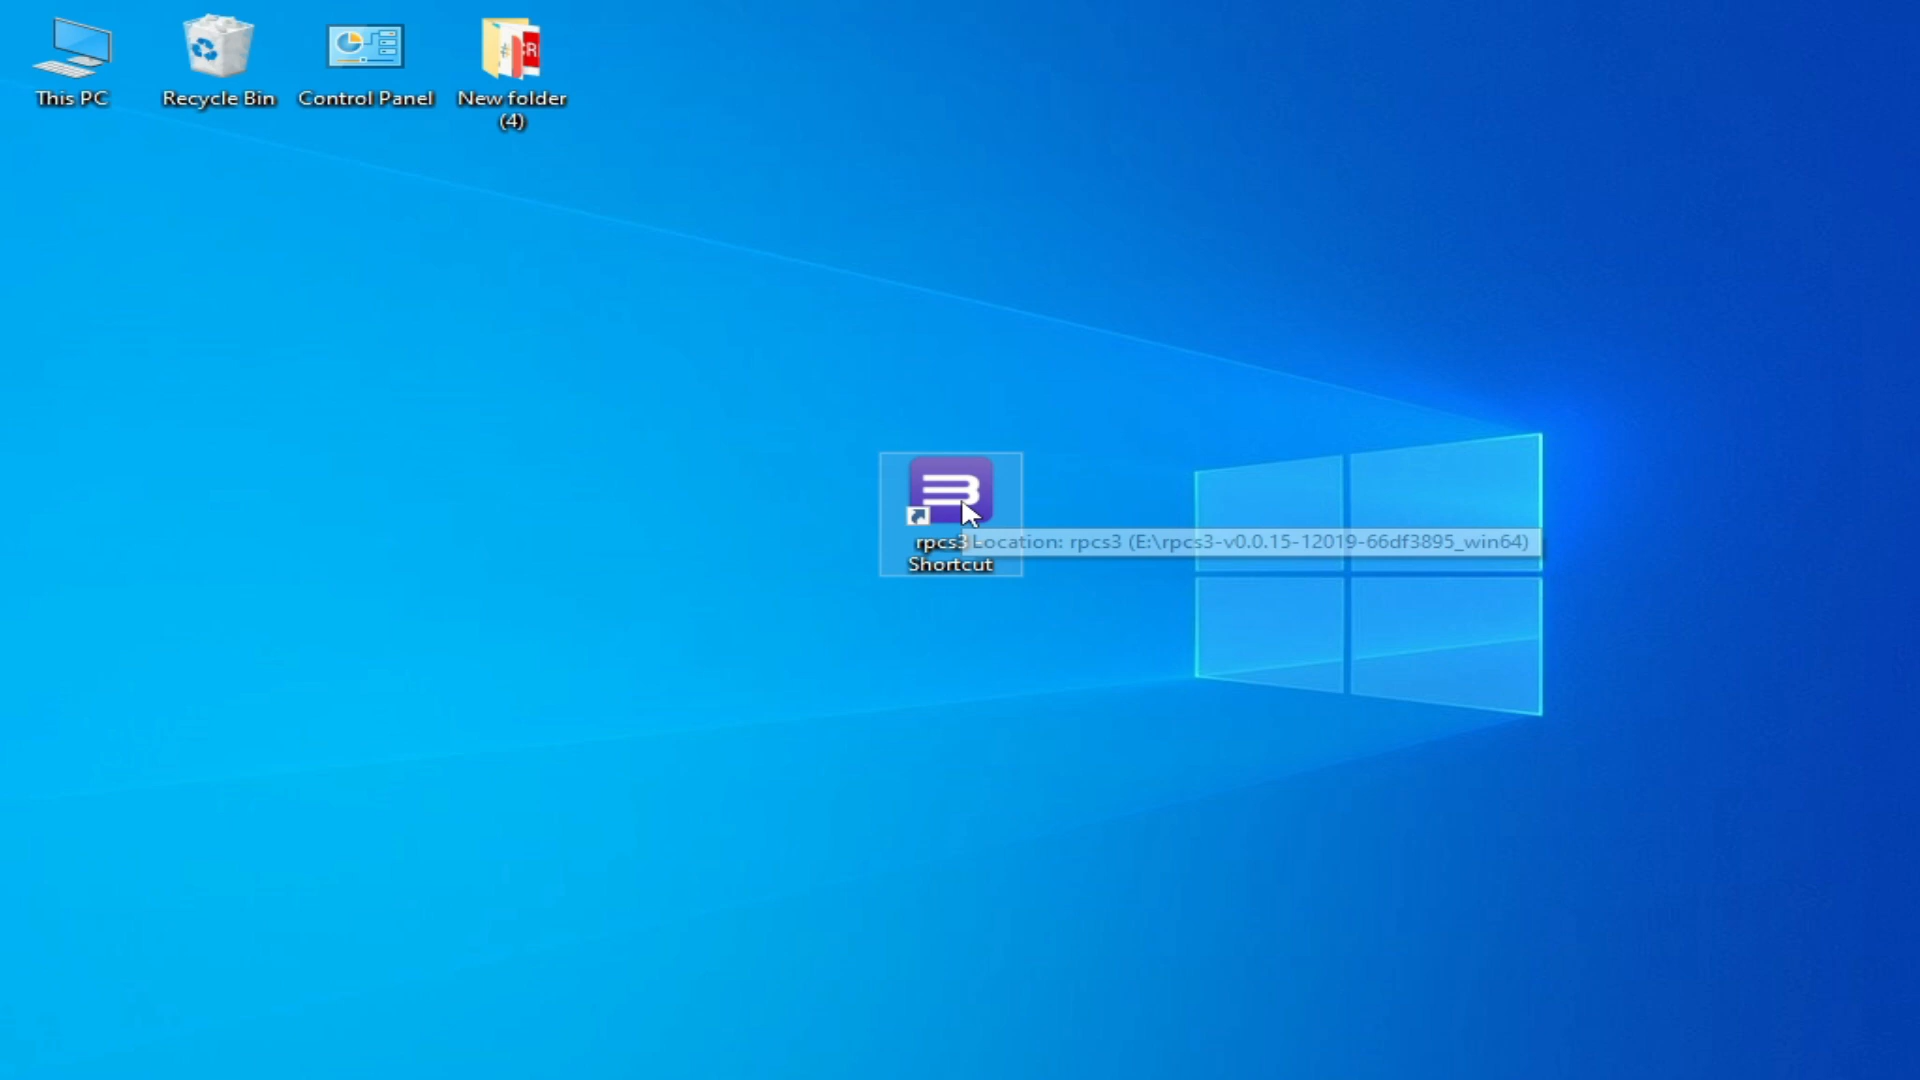 This PC
Recycle Bin
Control Panel
New folder
(4)
rpcs3 -
Shortcut
Location: rpcs3 (E:\rpcs3-v0.0.15-12019-66df3895_win64)